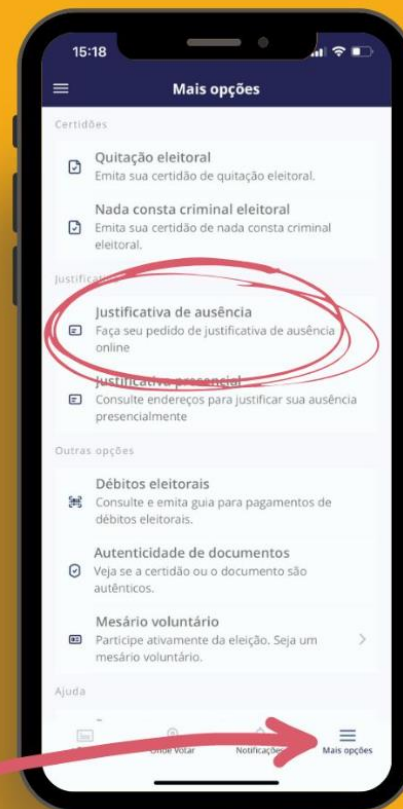 15:18
Mais opções
Certidões
Quitação eleitoral
Emita sua certidão de quitação eleitoral.
Nada consta criminal eleitoral
Emita sua certidão de nada consta criminal
eleitoral.
Justificativa
Justificativa de ausência
Faça seu pedido de justificativa de ausência
online
Justificativa presencial
Consulte endereços para justificar sua ausência
presencialmente
Outras opções
Débitos eleitorais
Consulte e emita guia para pagamentos de
débitos eleitorais.
Autenticidade de documentos
Veja se a certidão ou o documento são
autênticos.
Mesário voluntário
Participe ativamente da eleição. Seja um
mesário voluntário.
Ajuda
Onde votar
Notificações
Mais opções